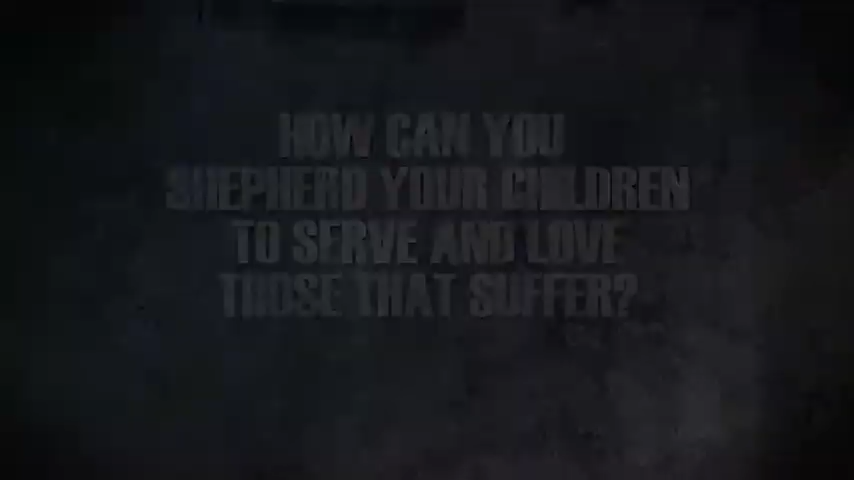 HOW CAN YOU
SHEPHERD YOUR CHILDREN
TO SERVE AND LOVE
THOSE THAT SUFFER?